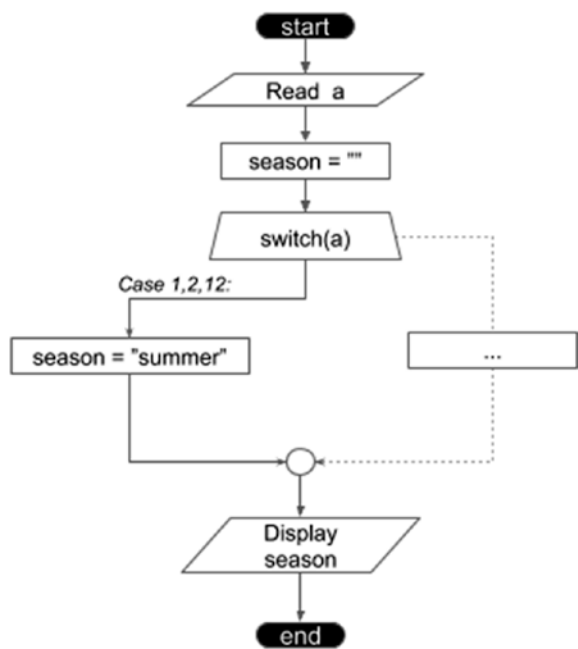 start
Read a
season = ""
switch(a)
Case 1,2,12:
season = "summer"
...
Display
season
end